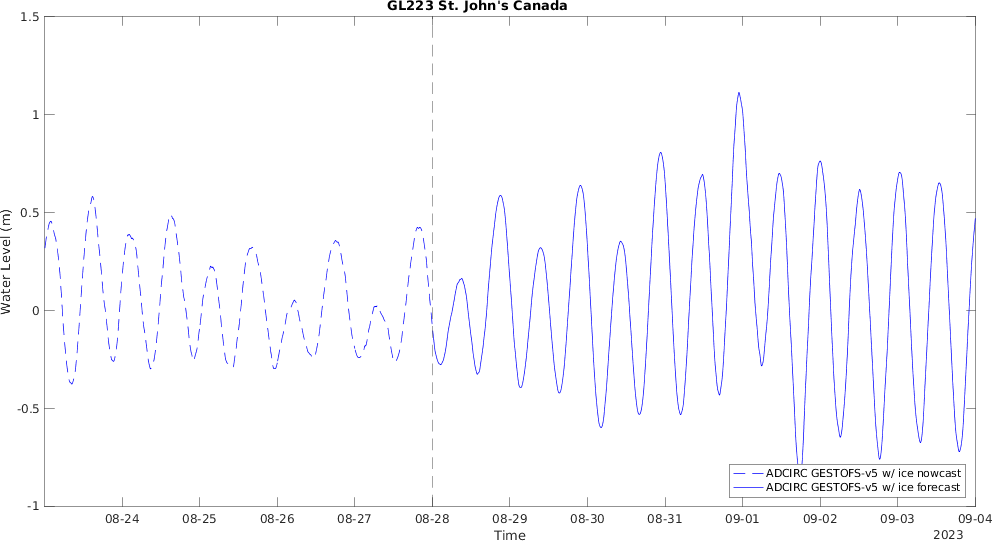 GL223 St. John's Canada
1.5
1
0.5
0
-0.5
-1
Water Level (m)
ADCIRC GESTOFS-v5 w/ ice nowcast
ADCIRC GESTOFS-v5 w/ ice forecast
08-24 08-25 08-26 08-27 08-28 08-29 08-30 08-31 09-01 09-02 09-03 09-04
Time
2023